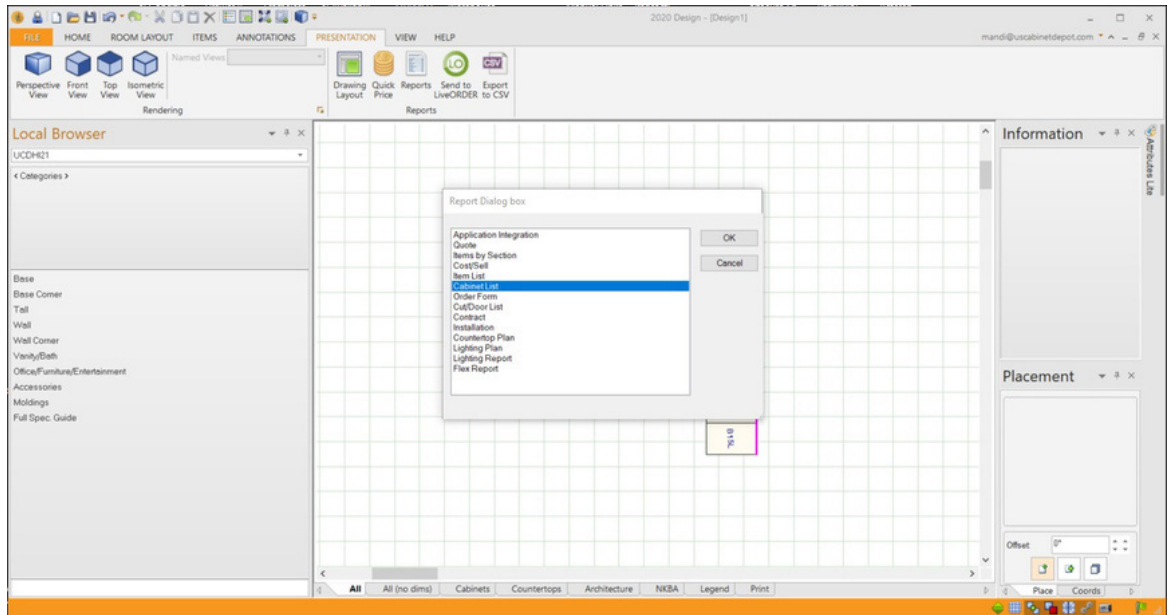 2020 Design - [Design1]
FILE HOME ROOM LAYOUT ITEMS ANNOTATIONS PRESENTATION VIEW HELP
mandi@uscabinetdepot.com
Perspective View
Front View
Top View
Isometric View
Named Views
Rendering
Drawing Layout
Quick Price
Reports
Send to LiveORDER
Export to CSV
LO
CSV
Reports
Local Browser
UCDHI21
< Categories >
Base
Base Corner
Tall
Wall
Wall Corner
Vanity/Bath
Office/Furniture/Entertainment
Accessories
Moldings
Full Spec. Guide
Report Dialog box
Application Integration
Quote
Items by Section
Cost/Sell
Item List
Cabinet List
Order Form
Cut/Door List
Contract
Installation
Countertop Plan
Lighting Plan
Lighting Report
Flex Report
OK
Cancel
B15L
Information
Attributes Lite
Placement
Offset: 0"
Place Coords
All All (no dims) Cabinets Countertops Architecture NKBA Legend Print